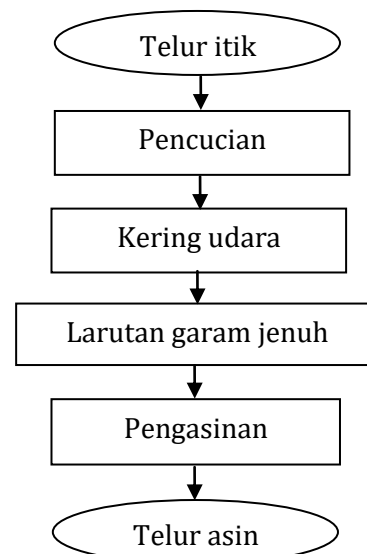 Telur itik
Pencucian
Kering udara
Larutan garam jenuh
Pengasinan
Telur asin